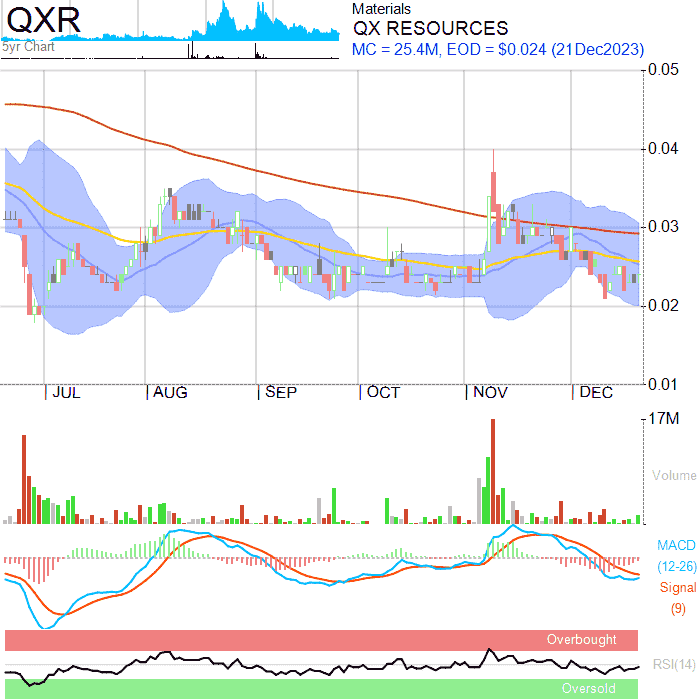 QXR
5yr Chart
Materials
QX RESOURCES
MC = 25.4M, EOD = $0.024 (21Dec2023)
0.05
0.04
0.03
0.02
0.01
JUL AUG SEP OCT NOV DEC
17M
Volume
MACD
(12-26)
Signal
(9)
Overbought
RSI(14)
Oversold